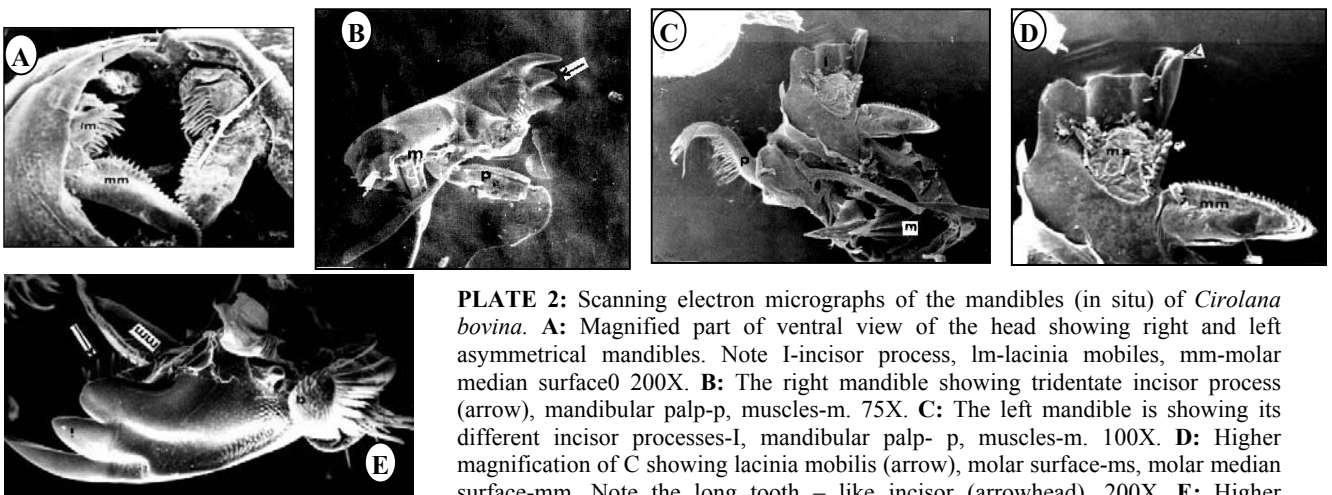 A
B
C
D
I
lm
mm
m
p
I
p
m
ms
mm
mm
I
p
E
PLATE 2: Scanning electron micrographs of the mandibles (in situ) of Cirolana
bovina. A: Magnified part of ventral view of the head showing right and left
asymmetrical mandibles. Note I-incisor process, lm-lacinia mobiles, mm-molar
median surface0 200X. B: The right mandible showing tridentate incisor process
(arrow), mandibular palp-p, muscles-m. 75X. C: The left mandible is showing its
different incisor processes-I, mandibular palp- p, muscles-m. 100X. D: Higher
magnification of C showing lacinia mobilis (arrow), molar surface-ms, molar median
surface-mm. Note the long tooth – like incisor (arrowhead). 200X. E: Higher